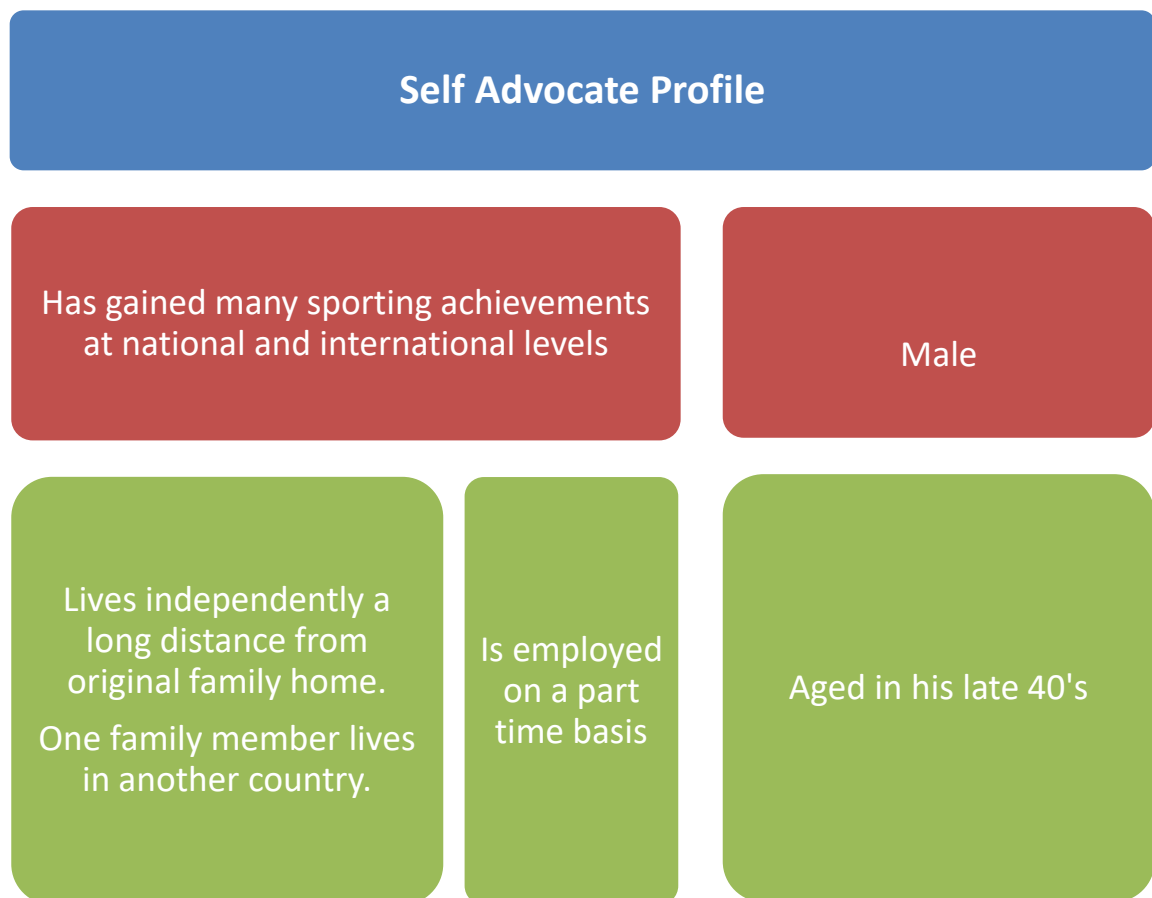 Self Advocate Profile
Has gained many sporting achievements
at national and international levels
Male
Lives independently a
long distance from
original family home.
One family member lives
in another country.
Is employed
on a part
time basis
Aged in his late 40's